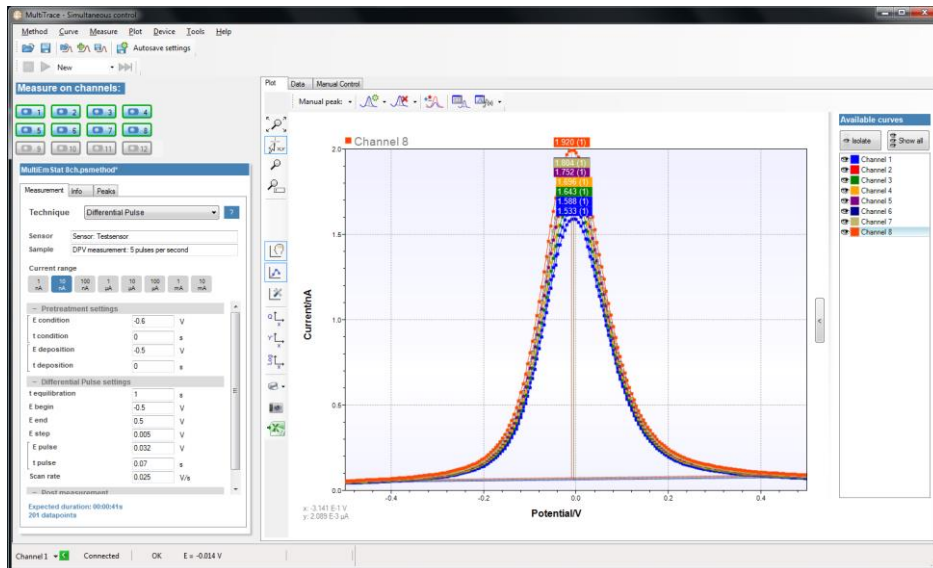 MultiTrace - Simultaneous control
Method Curve Measure Plot Device Tools Help
Autosave settings
New
Measure on channels:
1 2 3 4
5 6 7 8
9 10 11 12
MultiEmStat 8ch.psmethod*
Measurement Info Peaks
Technique Differential Pulse ?
Sensor Sensor: Testsensor
Sample DPV measurement: 5 pulses per second
Current range
1 nA 10 nA 100 nA 1 µA 10 µA 100 µA 1 mA 10 mA
− Pretreatment settings
E condition -0.6 V
t condition 0 s
E deposition -0.5 V
t deposition 0 s
− Differential Pulse settings
t equilibration 1 s
E begin -0.5 V
E end 0.5 V
E step 0.005 V
E pulse 0.032 V
t pulse 0.07 s
Scan rate 0.025 V/s
− Post measurement
Expected duration: 00:00:41s
201 datapoints
Plot Data Manual Control
Manual peak:
Channel 8
1.920 (1)
1.804 (1)
1.752 (1)
1.696 (1)
1.643 (1)
1.588 (1)
1.533 (1)
2.0
1.5
1.0
0.5
0.0
Current/nA
-0.4 -0.2 0.0 0.2 0.4
Potential/V
x: -3.141 E-1 V
y: 2.089 E-3 µA
Available curves
Isolate Show all
Channel 1
Channel 2
Channel 3
Channel 4
Channel 5
Channel 6
Channel 7
Channel 8
Channel 1 Connected OK E = -0.014 V